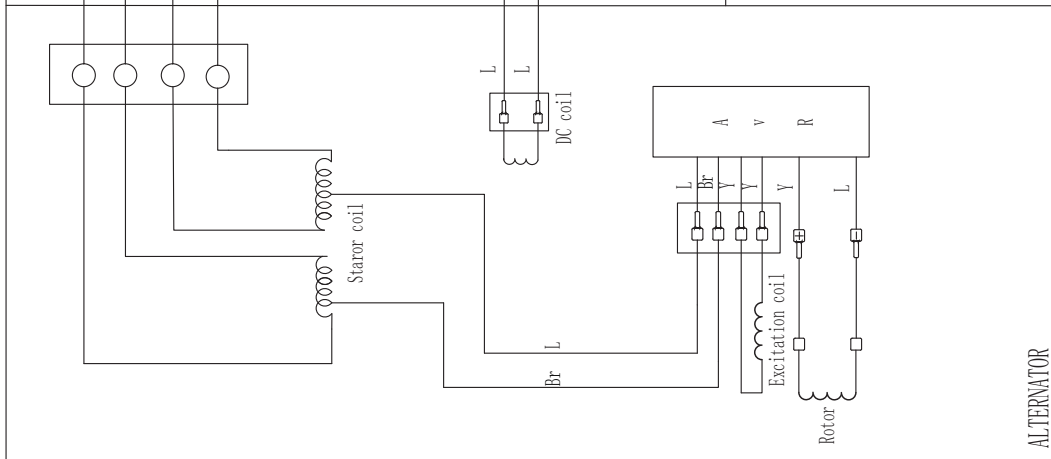 L
L
DC coil
A
V
R
L
Br
Y
Y
Y
L
Staror coil
L
Br
Excitation coil
+
−
Rotor
ALTERNATOR